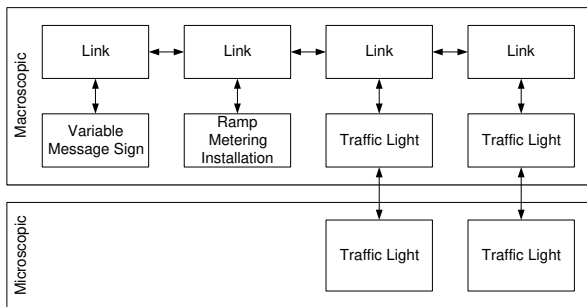 Macroscopic
Link
Link
Link
Link
Variable
Message Sign
Ramp
Metering
Installation
Traffic Light
Traffic Light
Microscopic
Traffic Light
Traffic Light